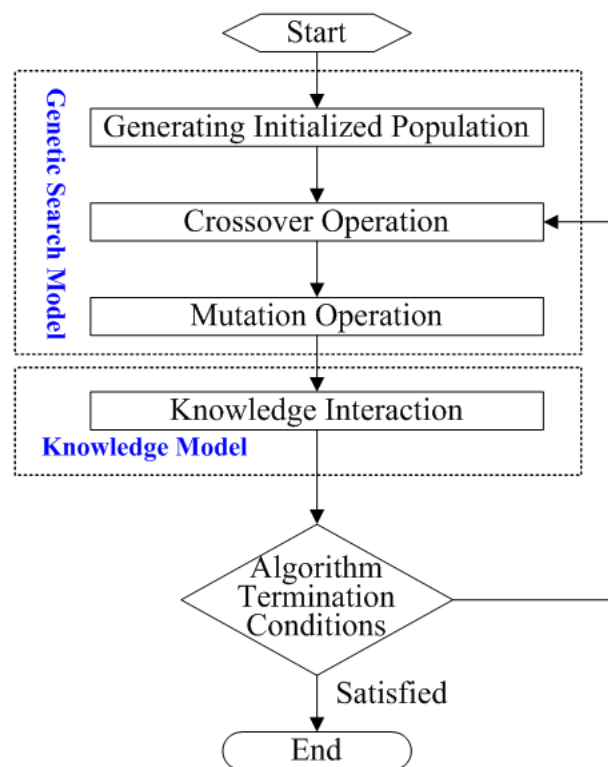 Start
Genetic Search Model
Generating Initialized Population
Crossover Operation
Mutation Operation
Knowledge Interaction
Knowledge Model
Algorithm
Termination
Conditions
Satisfied
End